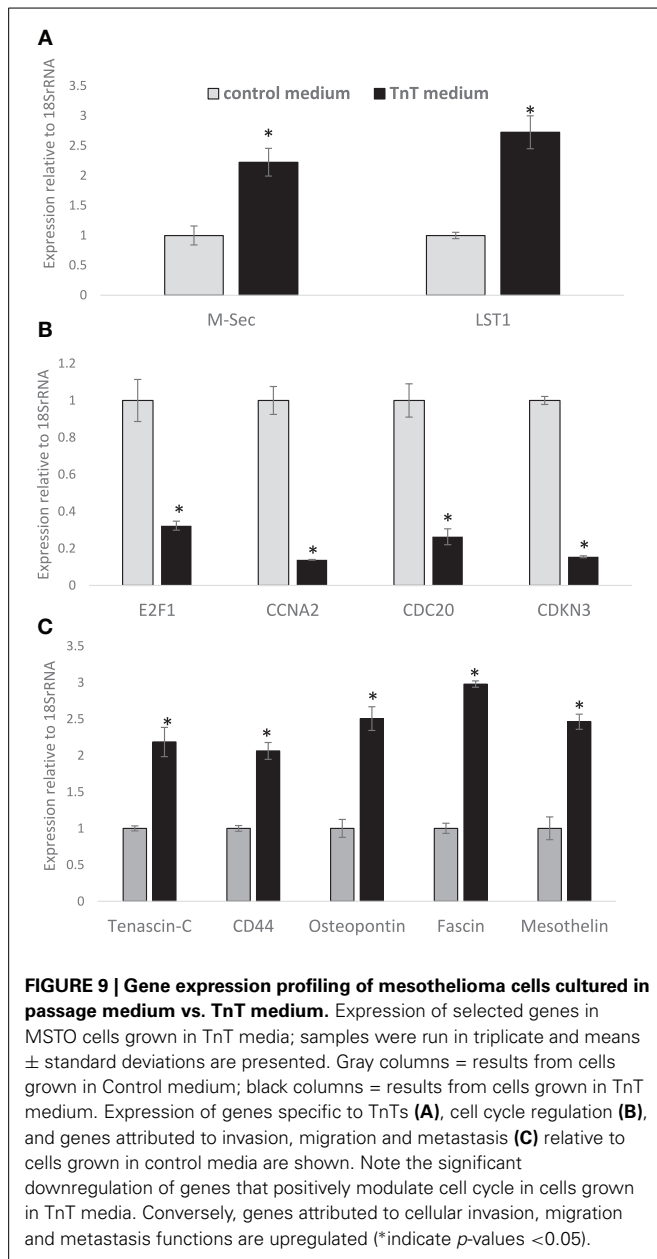 A
Expression relative to 18SrRNA
3.5
3
2.5
2
1.5
1
0.5
0
control medium TnT medium
*
*
M-Sec LST1
B
Expression relative to 18SrRNA
1.2
1
0.8
0.6
0.4
0.2
0
*
*
*
*
E2F1 CCNA2 CDC20 CDKN3
C
Expression relative to 18SrRNA
3.5
3
2.5
2
1.5
1
0.5
0
*
*
*
*
*
Tenascin-C CD44 Osteopontin Fascin Mesothelin
FIGURE 9 | Gene expression profiling of mesothelioma cells cultured in
passage medium vs. TnT medium. Expression of selected genes in
MSTO cells grown in TnT media; samples were run in triplicate and means
± standard deviations are presented. Gray columns = results from cells
grown in Control medium; black columns = results from cells grown in TnT
medium. Expression of genes specific to TnTs (A), cell cycle regulation (B),
and genes attributed to invasion, migration and metastasis (C) relative to
cells grown in control media are shown. Note the significant
downregulation of genes that positively modulate cell cycle in cells grown
in TnT media. Conversely, genes attributed to cellular invasion, migration
and metastasis functions are upregulated (*indicate p-values <0.05).